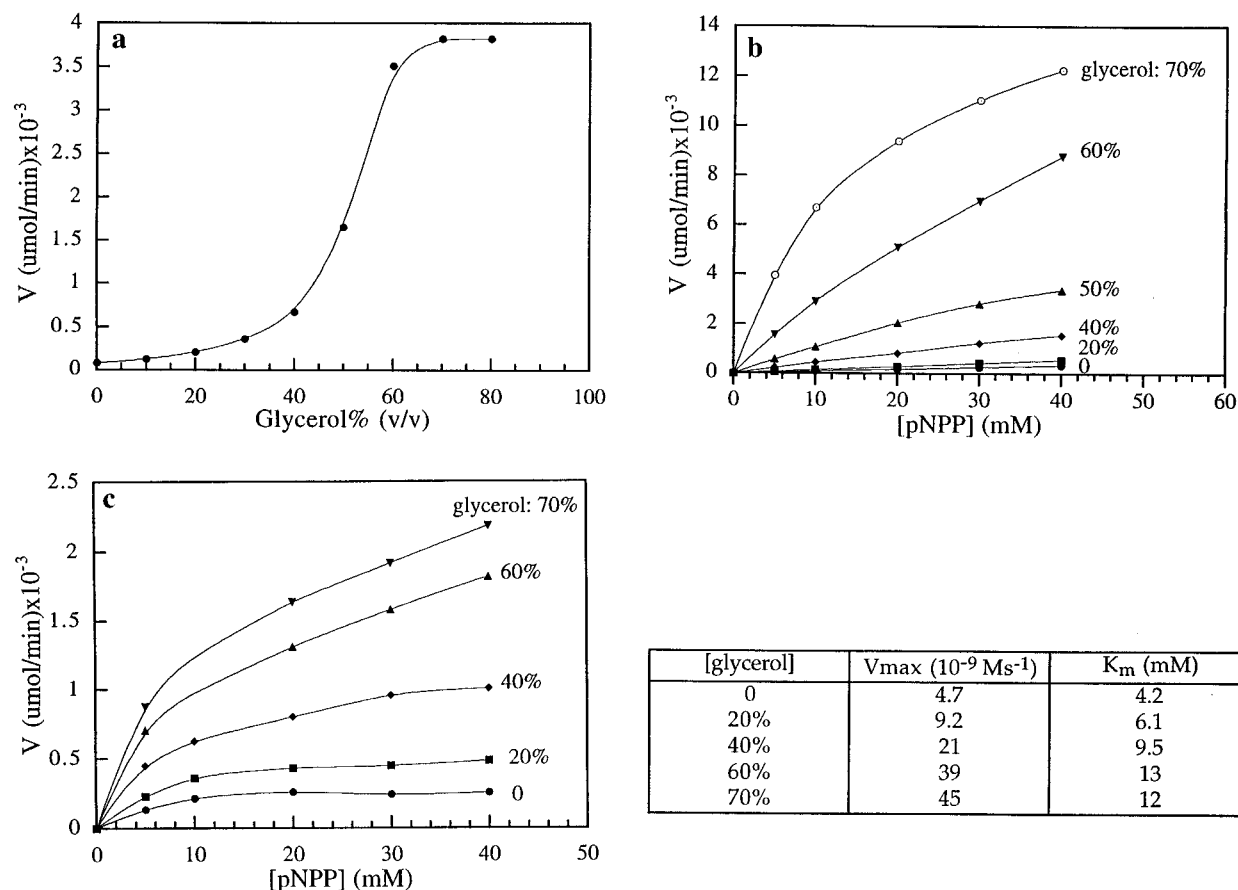 a
4
3.5
3
2.5
2
1.5
1
0.5
0
V (umol/min)x10⁻³
0 20 40 60 80 100
Glycerol% (v/v)
b
14
12
10
8
6
4
2
0
V (umol/min)x10⁻³
glycerol: 70%
60%
50%
40%
20%
0
0 10 20 30 40 50 60
[pNPP] (mM)
c
2.5
2
1.5
1
0.5
0
V (umol/min)x10⁻³
glycerol: 70%
60%
40%
20%
0
0 10 20 30 40 50
[pNPP] (mM)
[glycerol] Vmax (10⁻⁹ Ms⁻¹) Kₘ (mM)
0 4.7 4.2
20% 9.2 6.1
40% 21 9.5
60% 39 13
70% 45 12